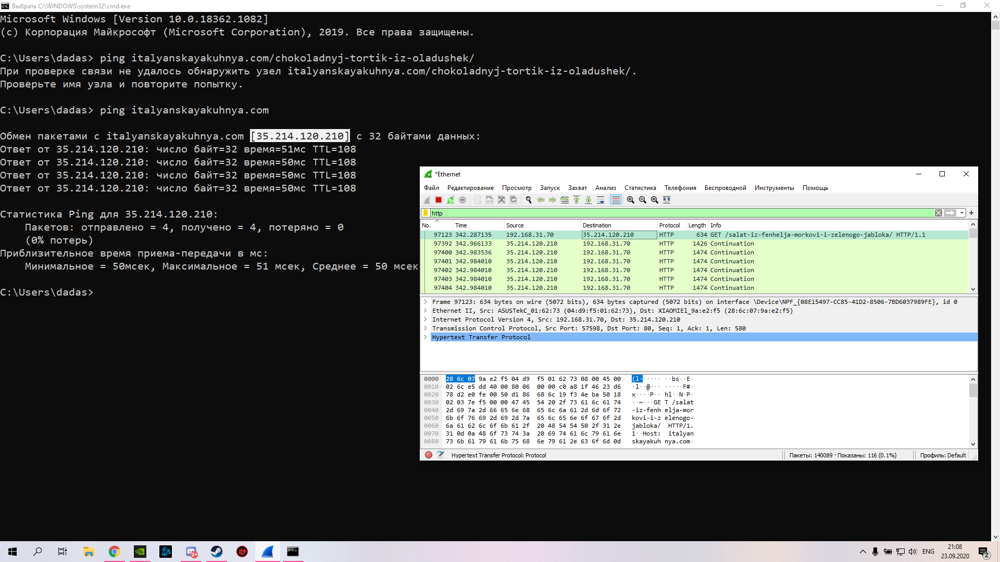 Выбрать C:\WINDOWS\system32\cmd.exe
Microsoft Windows [Version 10.0.18362.1082]
(c) Корпорация Майкрософт (Microsoft Corporation), 2019. Все права защищены.
C:\Users\dadas> ping italyanskayakuhnya.com/chokoladnyj-tortik-iz-oladushek/
При проверке связи не удалось обнаружить узел italyanskayakuhnya.com/chokoladnyj-tortik-iz-oladushek/.
Проверьте имя узла и повторите попытку.
C:\Users\dadas> ping italyanskayakuhnya.com
Обмен пакетами с italyanskayakuhnya.com [35.214.120.210] с 32 байтами данных:
Ответ от 35.214.120.210: число байт=32 время=51мс TTL=108
Ответ от 35.214.120.210: число байт=32 время=50мс TTL=108
Ответ от 35.214.120.210: число байт=32 время=50мс TTL=108
Ответ от 35.214.120.210: число байт=32 время=50мс TTL=108
Статистика Ping для 35.214.120.210:
Пакетов: отправлено = 4, получено = 4, потеряно = 0
(0% потерь)
Приблизительное время приема-передачи в мс:
Минимальное = 50мсек, Максимальное = 51 мсек, Среднее = 50 мсек
C:\Users\dadas>
*Ethernet
Файл Редактирование Просмотр Запуск Захват Анализ Статистика Телефония Беспроводной Инструменты Помощь
http
No. Time Source Destination Protocol Length Info
97123 342.287135 192.168.31.70 35.214.120.210 HTTP 634 GET /salat-iz-fenhelja-morkovi-i-zelenogo-jabloka/ HTTP/1.1
97392 342.966133 35.214.120.210 192.168.31.70 HTTP 1426 Continuation
97400 342.983536 35.214.120.210 192.168.31.70 HTTP 1474 Continuation
97401 342.984010 35.214.120.210 192.168.31.70 HTTP 1474 Continuation
97402 342.984010 35.214.120.210 192.168.31.70 HTTP 1474 Continuation
97403 342.984010 35.214.120.210 192.168.31.70 HTTP 1474 Continuation
97404 342.984010 35.214.120.210 192.168.31.70 HTTP 1474 Continuation
Frame 97123: 634 bytes on wire (5072 bits), 634 bytes captured (5072 bits) on interface \Device\NPF_{08E15497-CC85-41D2-8506-7BD6037989FE}, id 0
Ethernet II, Src: ASUSTekC_01:62:73 (04:d9:f5:01:62:73), Dst: XIAOMIEl_9a:e2:f5 (28:6c:07:9a:e2:f5)
Internet Protocol Version 4, Src: 192.168.31.70, Dst: 35.214.120.210
Transmission Control Protocol, Src Port: 57598, Dst Port: 80, Seq: 1, Ack: 1, Len: 580
Hypertext Transfer Protocol
0000 28 6c 07 9a e2 f5 04 d9 f5 01 62 73 08 00 45 00 (l······ ··bs··E·
0010 02 6c e5 dd 40 00 80 06 00 00 c0 a8 1f 46 23 d6 ·l··@··· ·····F#·
0020 78 d2 e0 fe 00 50 d1 86 68 6c 19 f3 4e ba 50 18 x····P·· hl··N·P·
0030 02 03 7e f5 00 00 47 45 54 20 2f 73 61 6c 61 74 ··~···GE T /salat
0040 2d 69 7a 2d 66 65 6e 68 65 6c 6a 61 2d 6d 6f 72 -iz-fenh elja-mor
0050 6b 6f 76 69 2d 69 2d 7a 65 6c 65 6e 6f 67 6f 2d kovi-i-z elenogo-
0060 6a 61 62 6c 6f 6b 61 2f 20 48 54 54 50 2f 31 2e jabloka/ HTTP/1.
0070 31 0d 0a 48 6f 73 74 3a 20 69 74 61 6c 79 61 6e 1··Host: italyan
0080 73 6b 61 79 61 6b 75 68 6e 79 61 2e 63 6f 6d 0d skayakuh nya.com·
Hypertext Transfer Protocol: Protocol
Пакеты: 140089 · Показаны: 116 (0.1%)
Профиль: Default
9+
ENG
21:08
23.09.2020
2